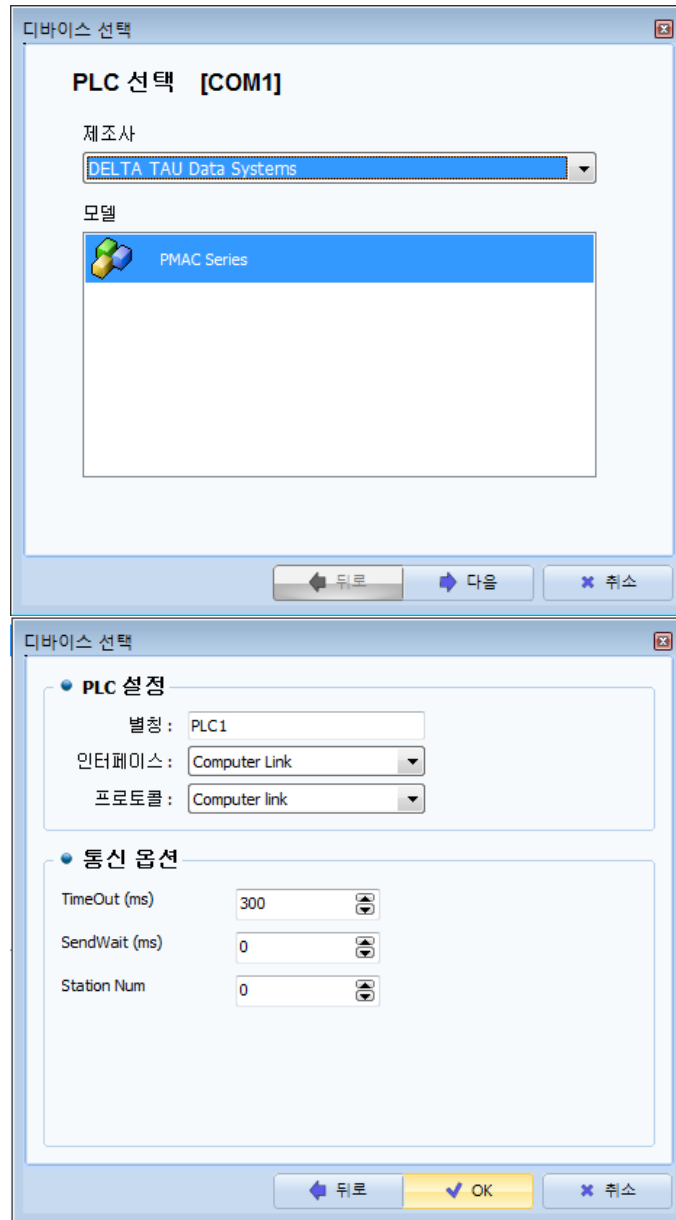 디바이스 선택
PLC 선택 [COM1]
제조사
DELTA TAU Data Systems
모델
PMAC Series
뒤로
다음
취소
디바이스 선택
PLC 설정
별칭 : PLC1
인터페이스 : Computer Link
프로토콜 : Computer link
통신 옵션
TimeOut (ms) 300
SendWait (ms) 0
Station Num 0
뒤로
OK
취소